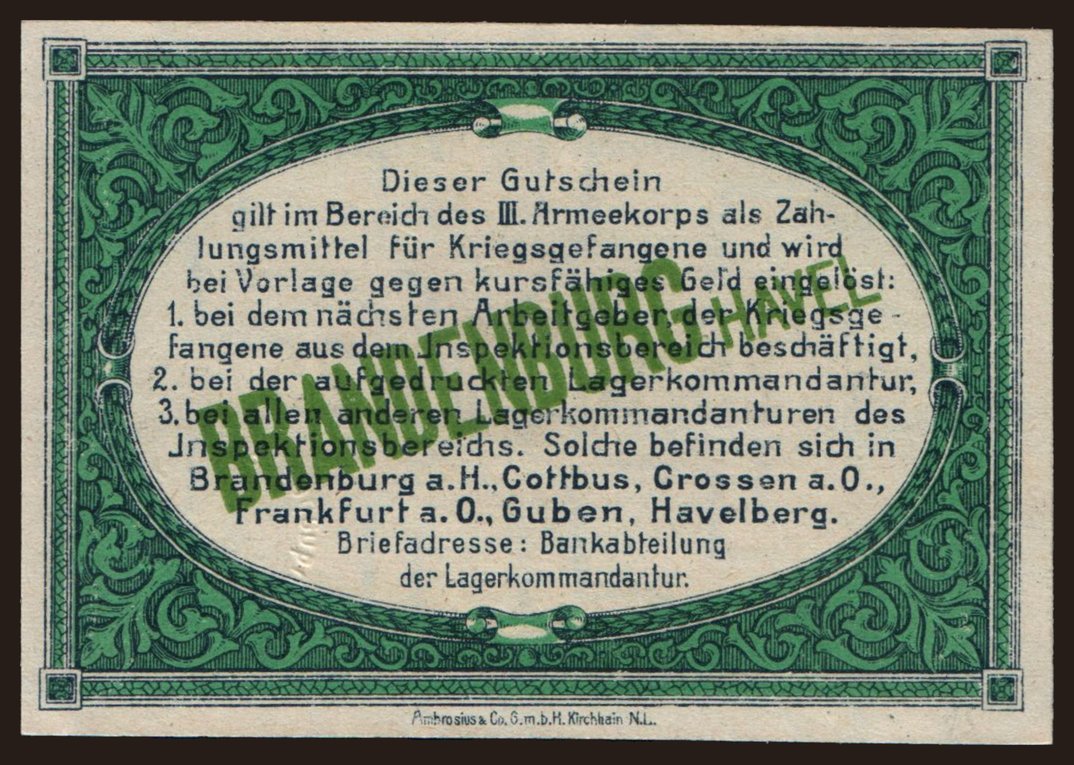 Dieser Gutschein
gilt im Bereich des III. Armeekorps als Zah-
lungsmittel für Kriegsgefangene und wird
bei Vorlage gegen kursfähiges Geld eingelöst:
1. bei dem nächsten Arbeitgeber, der Kriegsge-
fangene aus dem Jnspektionsbereich beschäftigt,
2. bei der aufgedruckten Lagerkommandantur,
3. bei allen anderen Lagerkommandanturen des
Jnspektionsbereichs. Solche befinden sich in
Brandenburg a. H., Cottbus, Crossen a. O.,
Frankfurt a. O., Guben, Havelberg.
Briefadresse: Bankabteilung
der Lagerkommandantur.
BRANDENBURG HAVEL
Ambrosius & Co. G.m.b.H. Kirchhain N.L.